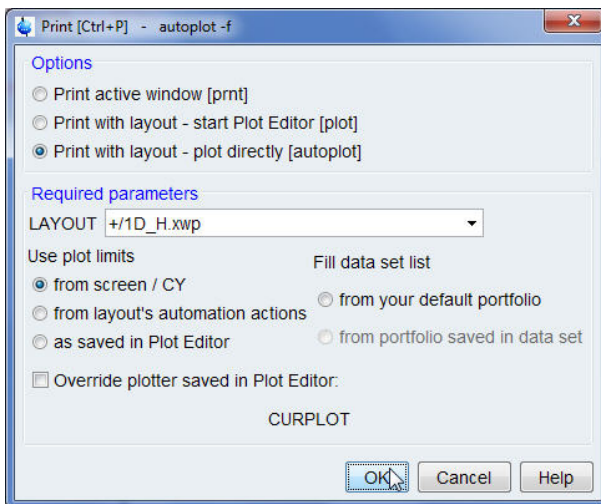 Print [Ctrl+P] - autoplot -f
Options
Print active window [prnt]
Print with layout - start Plot Editor [plot]
Print with layout - plot directly [autoplot]
Required parameters
LAYOUT +/1D_H.xwp
Use plot limits
from screen / CY
from layout's automation actions
as saved in Plot Editor
Fill data set list
from your default portfolio
from portfolio saved in data set
Override plotter saved in Plot Editor:
CURPLOT
OK Cancel Help